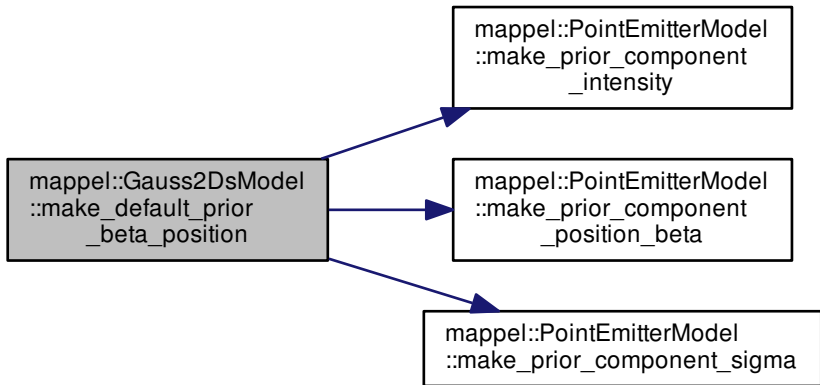 mappel::PointEmitterModel
::make_prior_component
_intensity
mappel::Gauss2DsModel
::make_default_prior
_beta_position
mappel::PointEmitterModel
::make_prior_component
_position_beta
mappel::PointEmitterModel
::make_prior_component_sigma